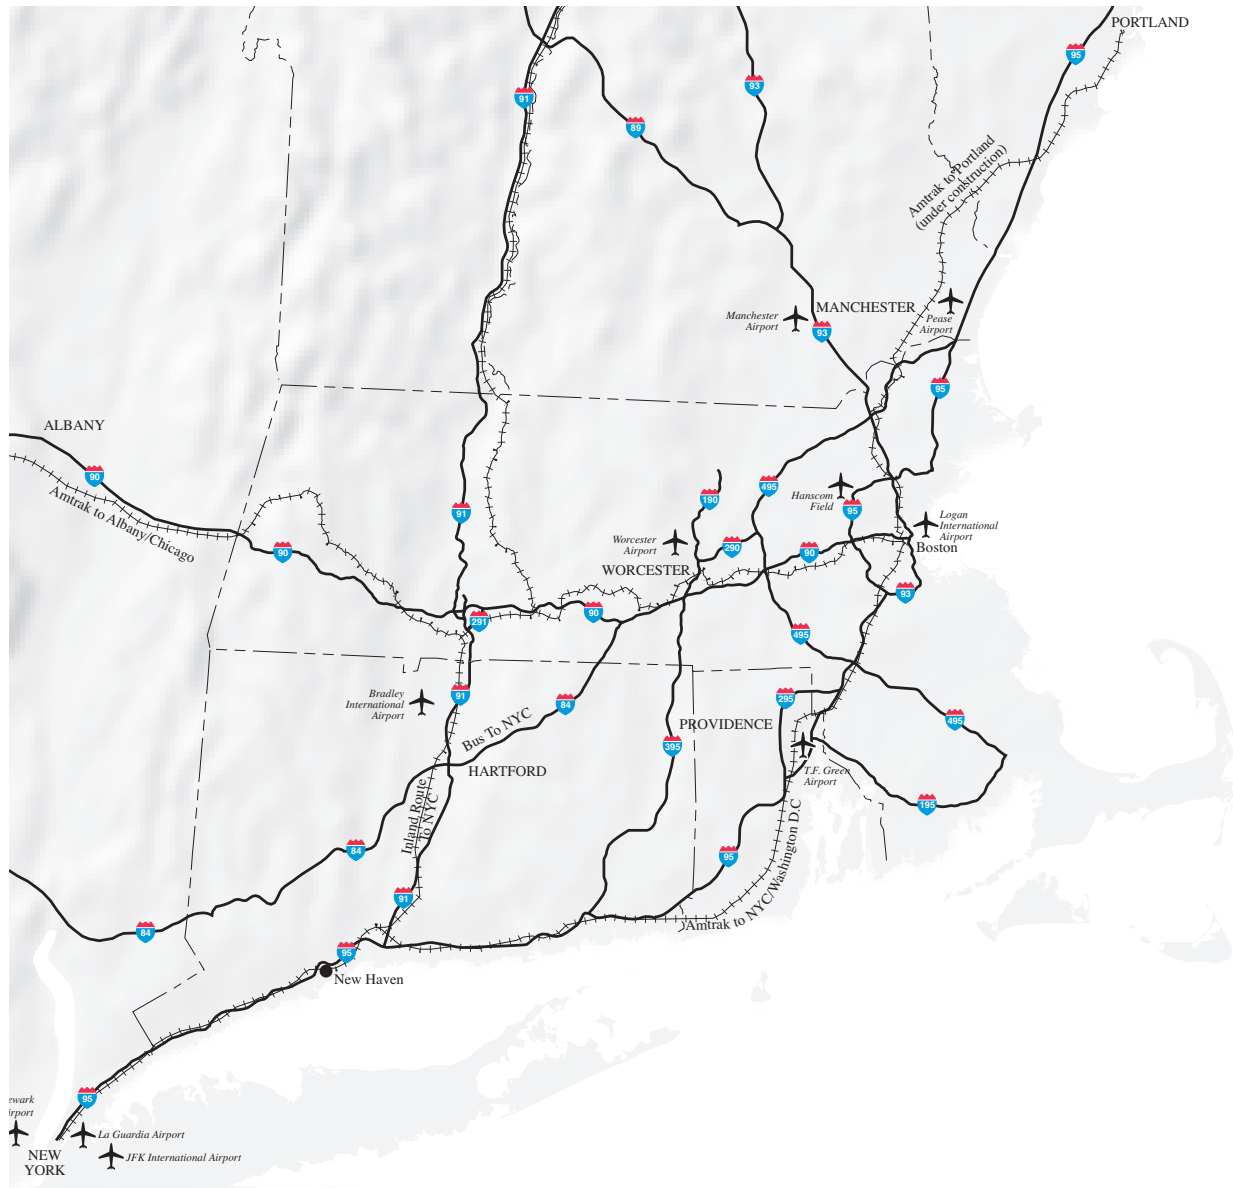 PORTLAND
95
93
91
89
Amtrak to Portland
(under construction)
Manchester
Airport
MANCHESTER
93
Pease
Airport
95
ALBANY
90
Amtrak to Albany/Chicago
90
91
190
495
Hanscom
Field
95
Logan
International
Airport
Boston
Worcester
Airport
290
90
WORCESTER
93
291
90
495
Bradley
International
Airport
91
84
Bus To NYC
295
PROVIDENCE
495
395
T.F. Green
Airport
HARTFORD
195
Inland Route
To NYC
84
95
91
Amtrak to NYC/Washington D.C
84
95
New Haven
95
ewark
irport
La Guardia Airport
JFK International Airport
NEW
YORK